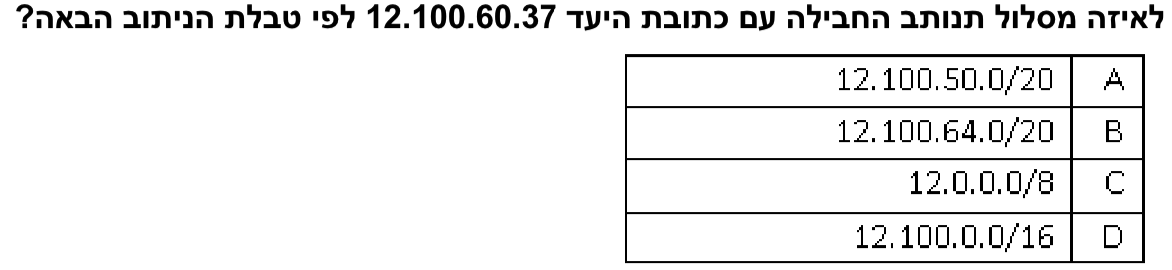 לאיזה מסלול תנותב החבילה עם כתובת היעד 12.100.60.37 לפי טבלת הניתוב הבאה?
A 12.100.50.0/20
B 12.100.64.0/20
C 12.0.0.0/8
D 12.100.0.0/16